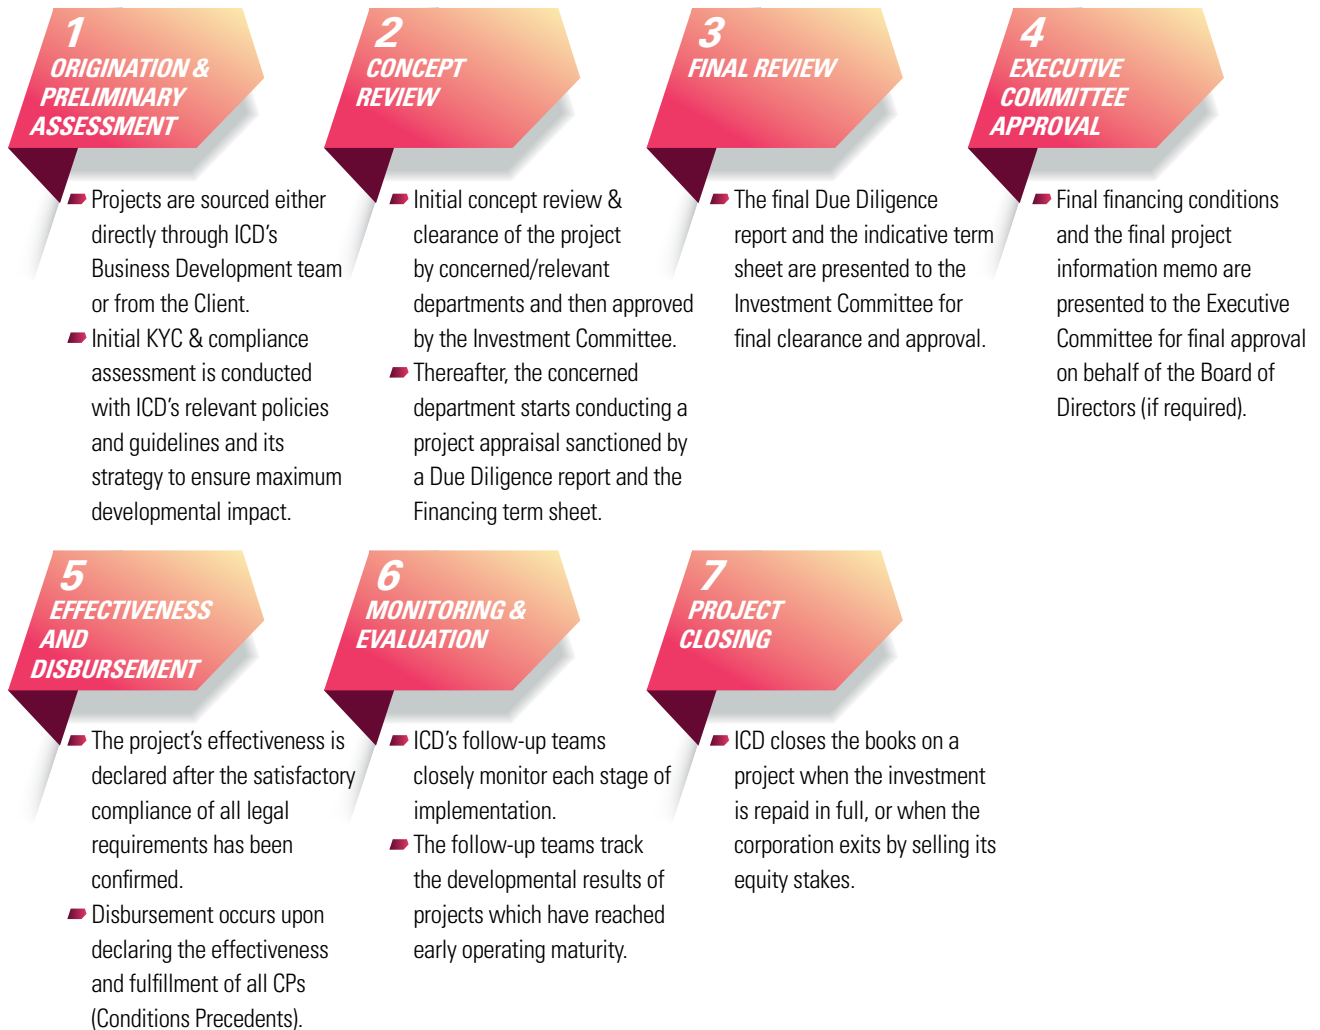 1
ORIGINATION &
PRELIMINARY
ASSESSMENT
Projects are sourced either
directly through ICD's
Business Development team
or from the Client.
Initial KYC & compliance
assessment is conducted
with ICD's relevant policies
and guidelines and its
strategy to ensure maximum
developmental impact.
2
CONCEPT
REVIEW
Initial concept review &
clearance of the project
by concerned/relevant
departments and then approved
by the Investment Committee.
Thereafter, the concerned
department starts conducting a
project appraisal sanctioned by
a Due Diligence report and the
Financing term sheet.
3
FINAL REVIEW
The final Due Diligence
report and the indicative term
sheet are presented to the
Investment Committee for
final clearance and approval.
4
EXECUTIVE
COMMITTEE
APPROVAL
Final financing conditions
and the final project
information memo are
presented to the Executive
Committee for final approval
on behalf of the Board of
Directors (if required).
5
EFFECTIVENESS
AND
DISBURSEMENT
The project's effectiveness is
declared after the satisfactory
compliance of all legal
requirements has been
confirmed.
Disbursement occurs upon
declaring the effectiveness
and fulfillment of all CPs
(Conditions Precedents).
6
MONITORING &
EVALUATION
ICD's follow-up teams
closely monitor each stage of
implementation.
The follow-up teams track
the developmental results of
projects which have reached
early operating maturity.
7
PROJECT
CLOSING
ICD closes the books on a
project when the investment
is repaid in full, or when the
corporation exits by selling its
equity stakes.